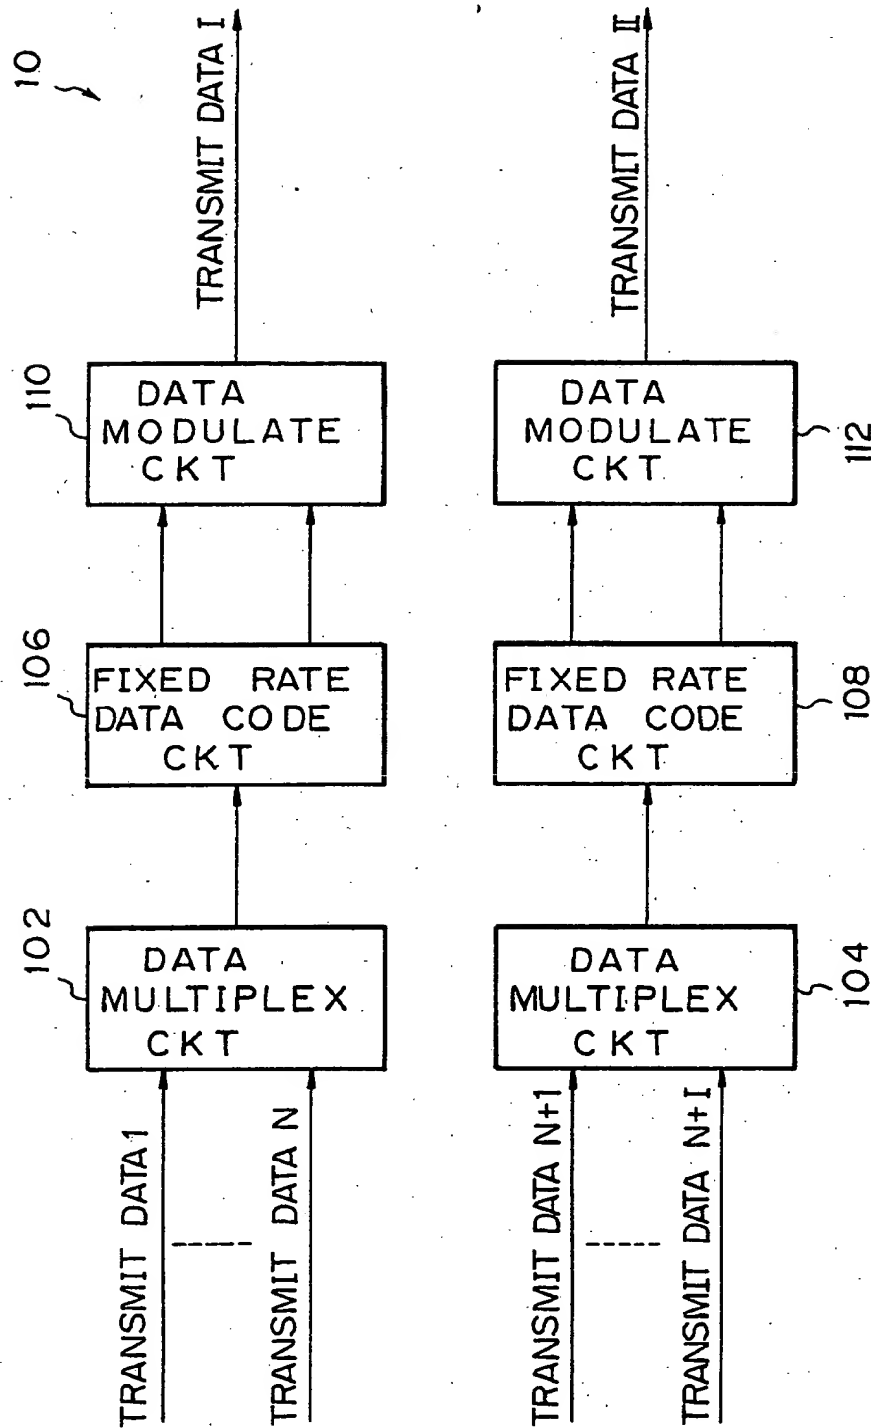 10
TRANSMIT DATA I
TRANSMIT DATA II
110
DATA
MODULATE
CKT
DATA
MODULATE
CKT
112
106
FIXED RATE
DATA CODE
CKT
FIXED RATE
DATA CODE
CKT
108
102
DATA
MULTIPLEX
CKT
DATA
MULTIPLEX
CKT
104
TRANSMIT DATA 1
TRANSMIT DATA N
TRANSMIT DATA N+1
TRANSMIT DATA N+I